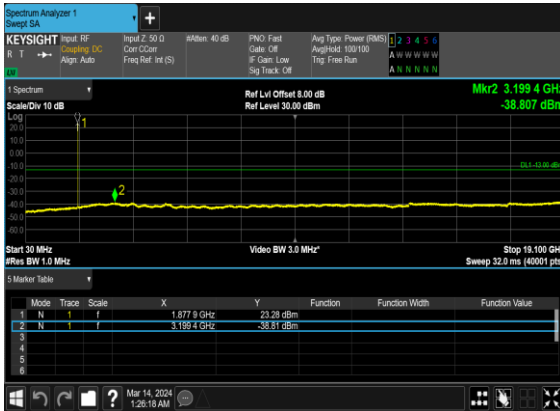 Spectrum Analyzer 1
Swept SA
KEYSIGHT
R T
Input: RF
Coupling: DC
Align: Auto
Input Z: 50 Ω
Corr CCorr
Freq Ref: Int (S)
#Atten: 40 dB
PNO: Fast
Gate: Off
IF Gain: Low
Sig Track: Off
Avg Type: Power (RMS)
Avg|Hold: 100/100
Trig: Free Run
1 2 3 4 5 6
A W W W W W
A N N N N N
1 Spectrum
Scale/Div 10 dB
Ref Lvl Offset 8.00 dB
Ref Level 30.00 dBm
Mkr2 3.199 4 GHz
-38.807 dBm
Log
20.0
10.0
0.00
-10.0
-20.0
-30.0
-40.0
-50.0
-60.0
1
2
DL1 -13.00 dBm
Start 30 MHz
#Res BW 1.0 MHz
Video BW 3.0 MHz*
Stop 19.100 GHz
Sweep 32.0 ms (40001 pts)
5 Marker Table
Mode Trace Scale X Y Function Function Width Function Value
1 N 1 f 1.877 9 GHz 23.28 dBm
2 N 1 f 3.199 4 GHz -38.81 dBm
3
4
5
6
?
Mar 14, 2024
1:26:18 AM